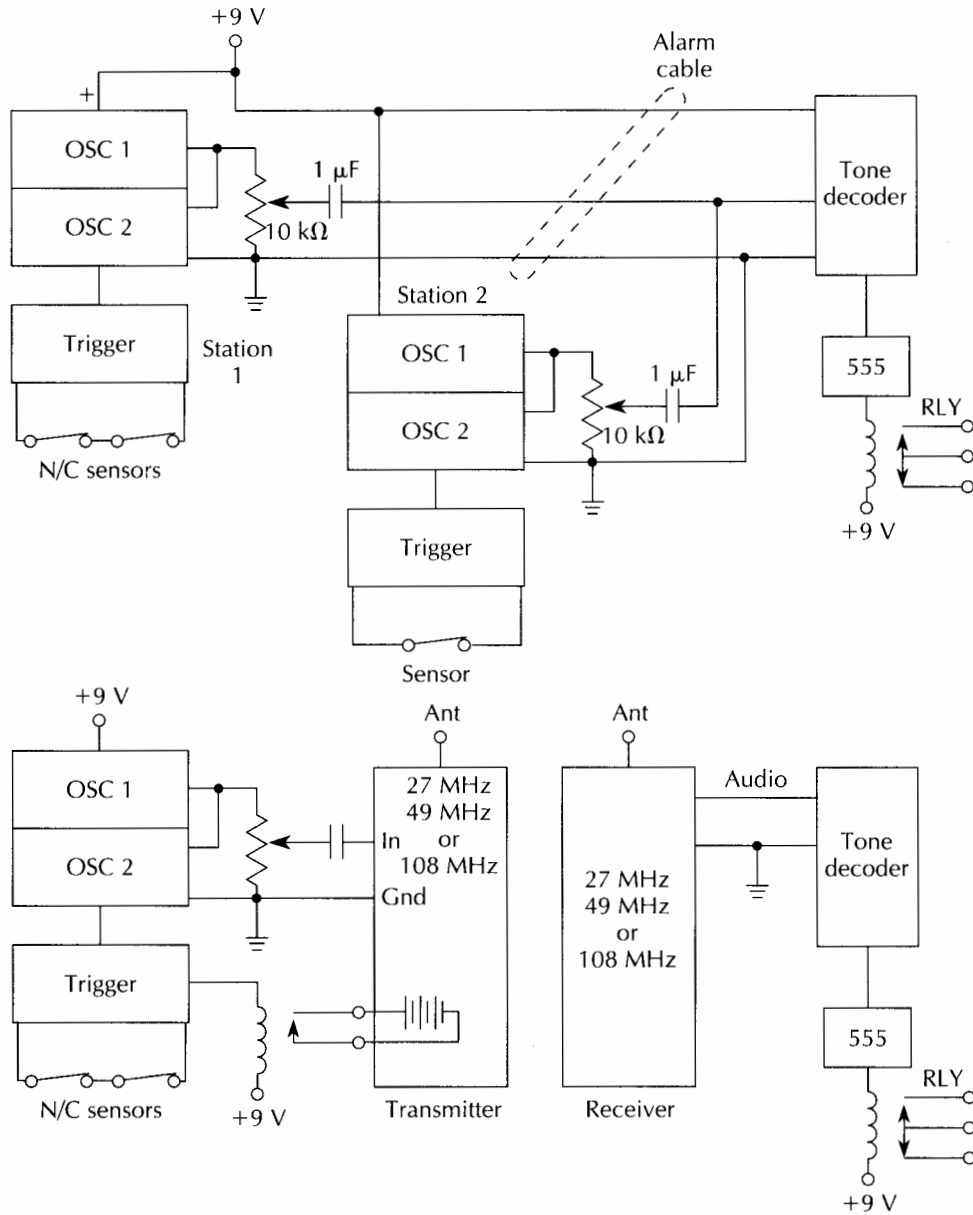 +9 V
Alarm
cable
+
OSC 1
OSC 2
1 μF
10 kΩ
Tone
decoder
Trigger
Station
1
N/C sensors
Station 2
OSC 1
OSC 2
1 μF
10 kΩ
555
RLY
+9 V
Trigger
Sensor
+9 V
OSC 1
OSC 2
Trigger
N/C sensors
+9 V
Ant
27 MHz
49 MHz
or
108 MHz
In
Gnd
Transmitter
Ant
27 MHz
49 MHz
or
108 MHz
Receiver
Audio
Tone
decoder
555
RLY
+9 V